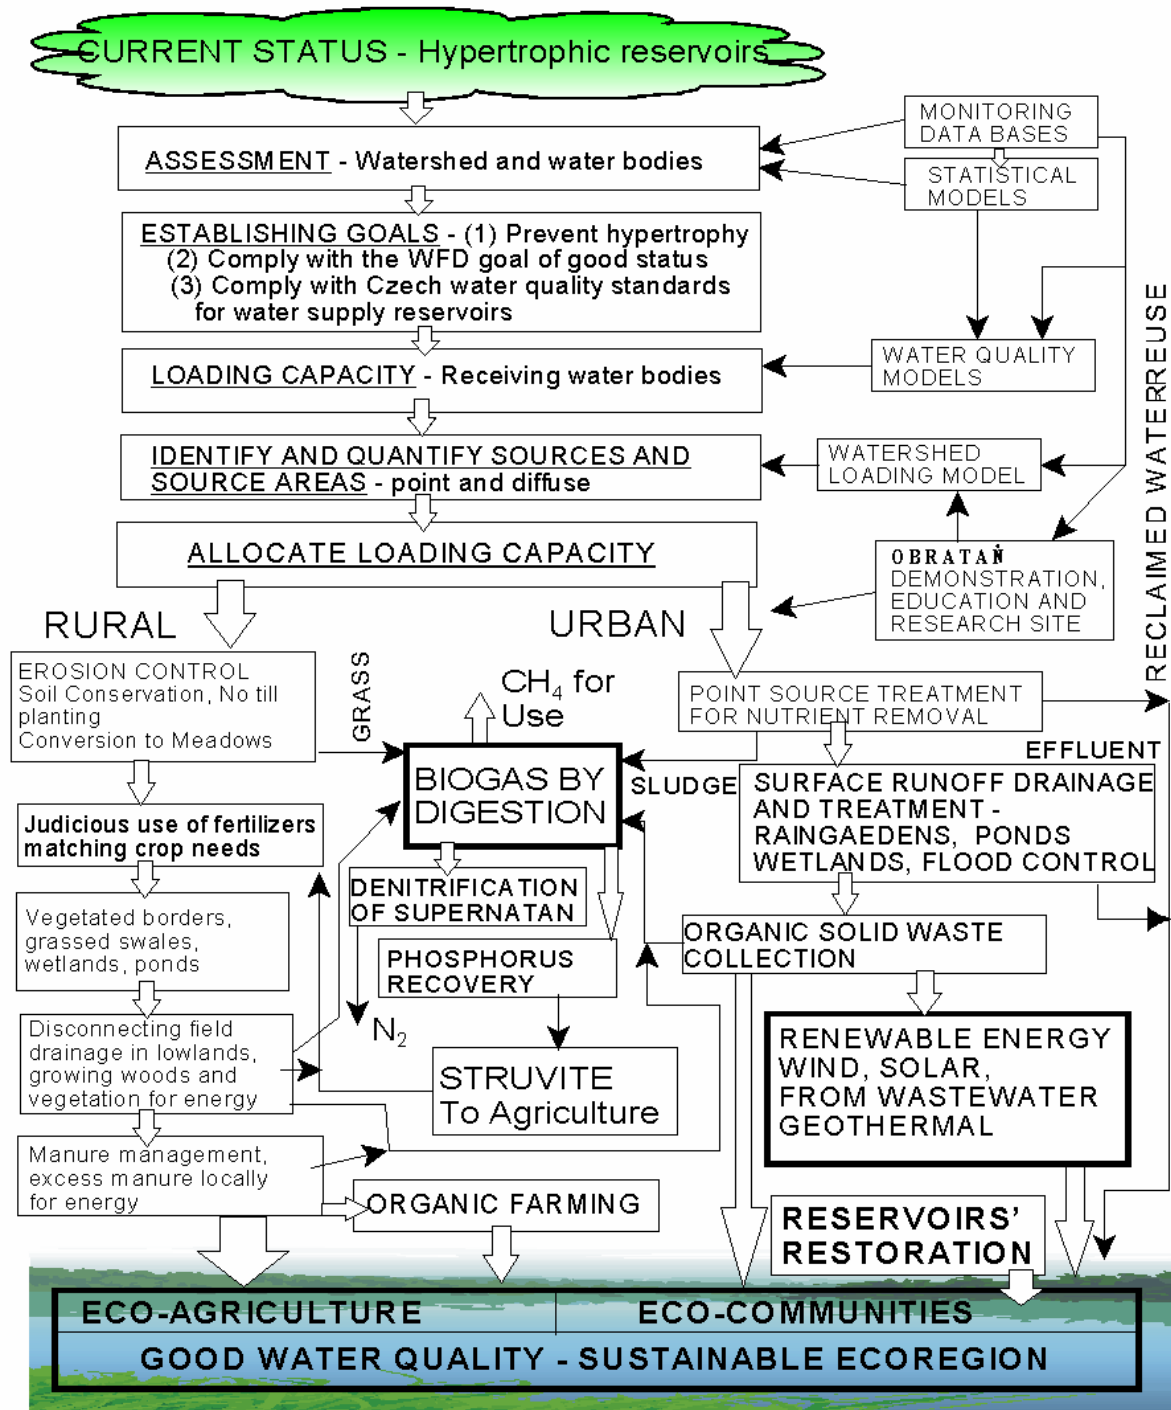 CURRENT STATUS - Hypertrophic reservoirs
MONITORING
DATA BASES
ASSESSMENT - Watershed and water bodies
STATISTICAL
MODELS
ESTABLISHING GOALS - (1) Prevent hypertrophy
(2) Comply with the WFD goal of good status
(3) Comply with Czech water quality standards
for water supply reservoirs
WATER QUALITY
MODELS
LOADING CAPACITY - Receiving water bodies
RECLAIMED WATERREUSE
IDENTIFY AND QUANTIFY SOURCES AND
SOURCE AREAS - point and diffuse
WATERSHED
LOADING MODEL
ALLOCATE LOADING CAPACITY
OBRATAŇ
DEMONSTRATION,
EDUCATION AND
RESEARCH SITE
RURAL
URBAN
EROSION CONTROL
Soil Conservation, No till
planting
Conversion to Meadows
GRASS
CH4 for
Use
POINT SOURCE TREATMENT
FOR NUTRIENT REMOVAL
EFFLUENT
BIOGAS BY
DIGESTION
SLUDGE
SURFACE RUNOFF DRAINAGE
AND TREATMENT -
RAINGAEDENS, PONDS
WETLANDS, FLOOD CONTROL
Judicious use of fertilizers
matching crop needs
DENITRIFICATION
OF SUPERNATAN
Vegetated borders,
grassed swales,
wetlands, ponds
PHOSPHORUS
RECOVERY
ORGANIC SOLID WASTE
COLLECTION
N2
Disconnecting field
drainage in lowlands,
growing woods and
vegetation for energy
STRUVITE
To Agriculture
RENEWABLE ENERGY
WIND, SOLAR,
FROM WASTEWATER
GEOTHERMAL
Manure management,
excess manure locally
for energy
ORGANIC FARMING
RESERVOIRS'
RESTORATION
ECO-AGRICULTURE
ECO-COMMUNITIES
GOOD WATER QUALITY - SUSTAINABLE ECOREGION